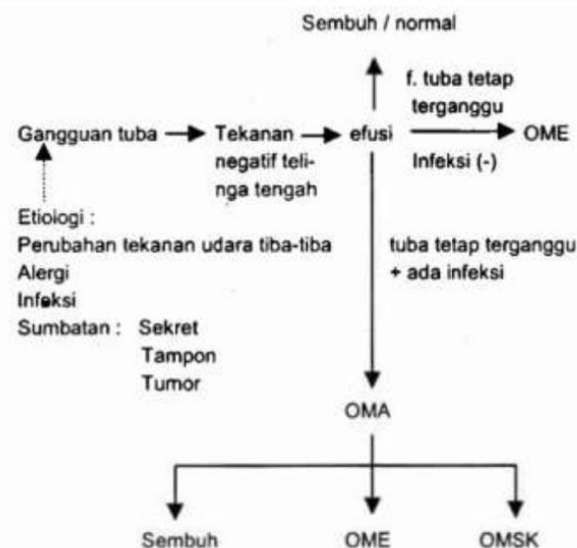 Sembuh / normal
f. tuba tetap
terganggu
Gangguan tuba
Tekanan
negatif teli-
nga tengah
efusi
OME
Infeksi (-)
Etiologi :
Perubahan tekanan udara tiba-tiba
Alergi
Infeksi
Sumbatan : Sekret
Tampon
Tumor
tuba tetap terganggu
+ ada infeksi
OMA
Sembuh
OME
OMSK